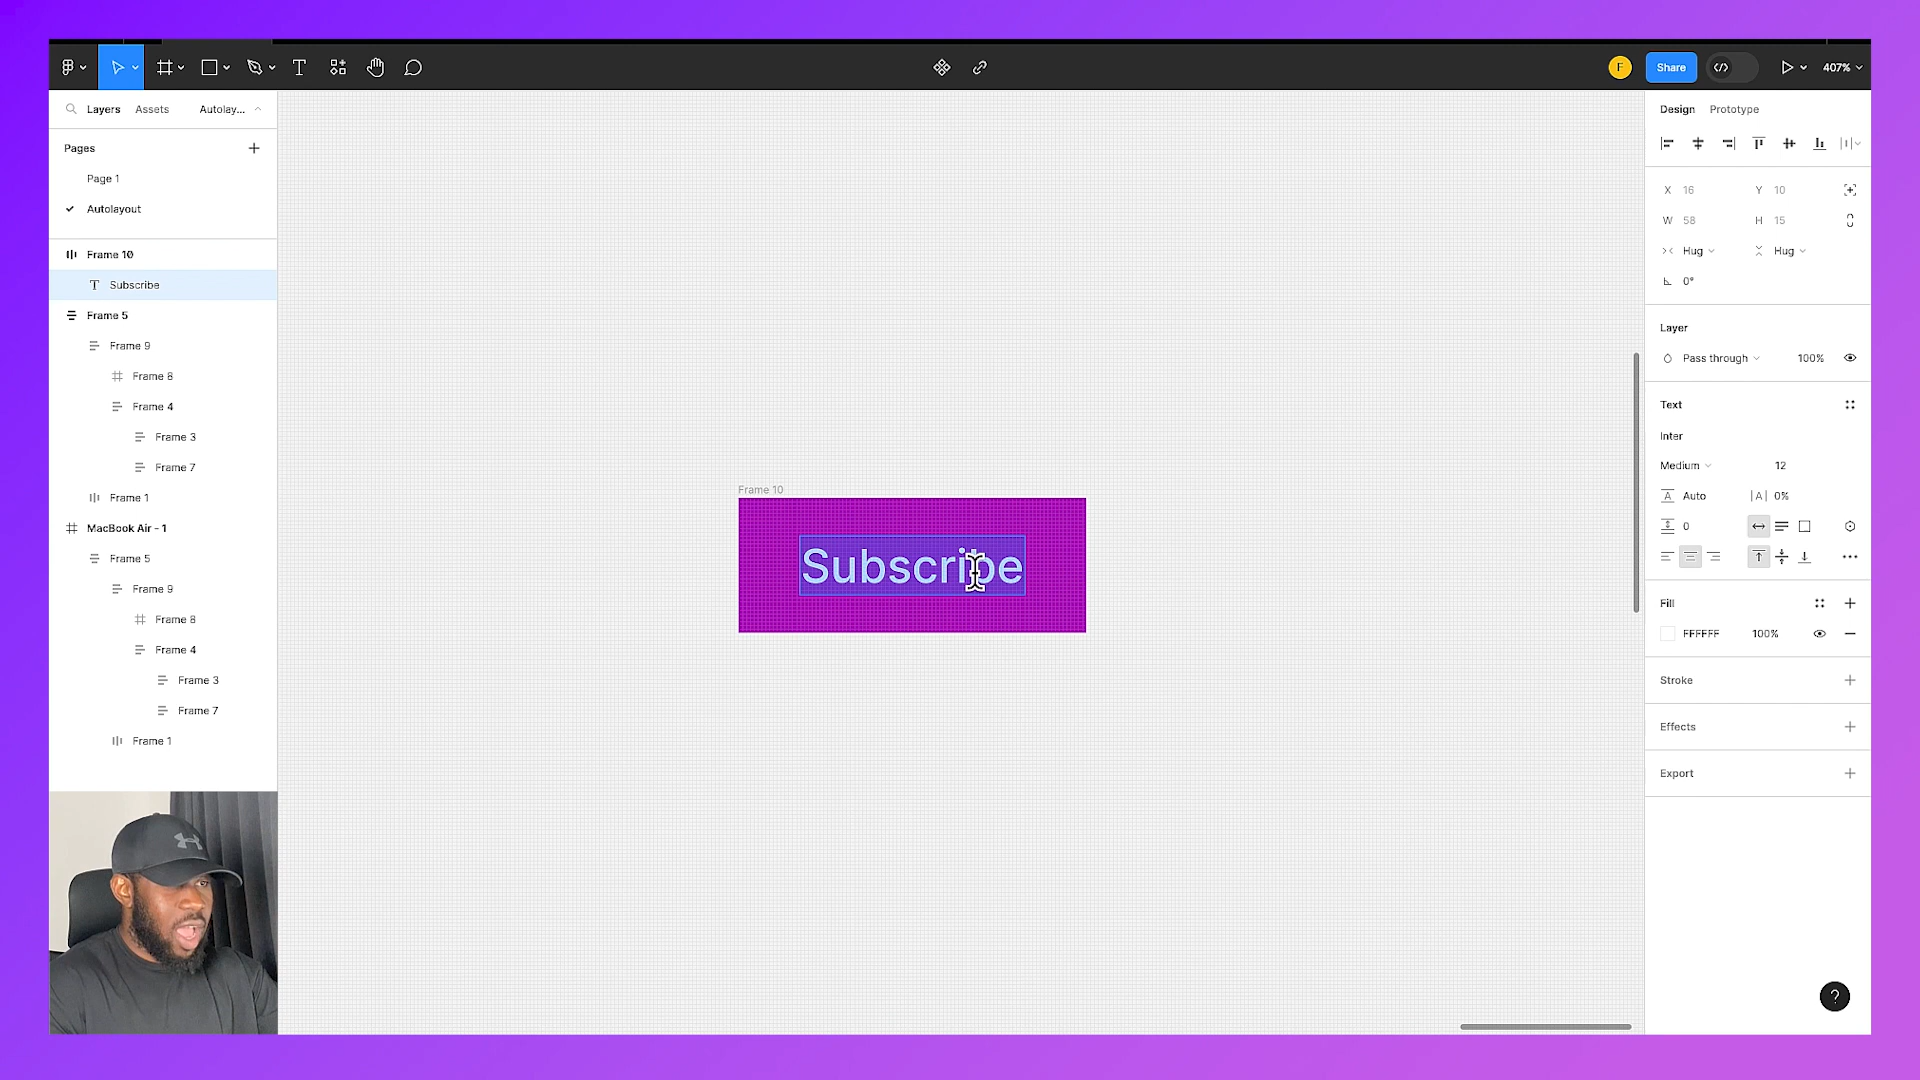 F
Share
407%
Layers
Assets
Autolay...
Pages
Page 1
Autolayout
Frame 10
T Subscribe
Frame 5
Frame 9
Frame 8
Frame 4
Frame 3
Frame 7
Frame 1
MacBook Air - 1
Frame 5
Frame 9
Frame 8
Frame 4
Frame 3
Frame 7
Frame 1
Frame 10
Subscribe
Design
Prototype
X 16
Y 10
W 58
H 15
Hug
Hug
0°
Layer
Pass through
100%
Text
Inter
Medium
12
Auto
|A| 0%
0
Fill
FFFFFF
100%
Stroke
Effects
Export
?